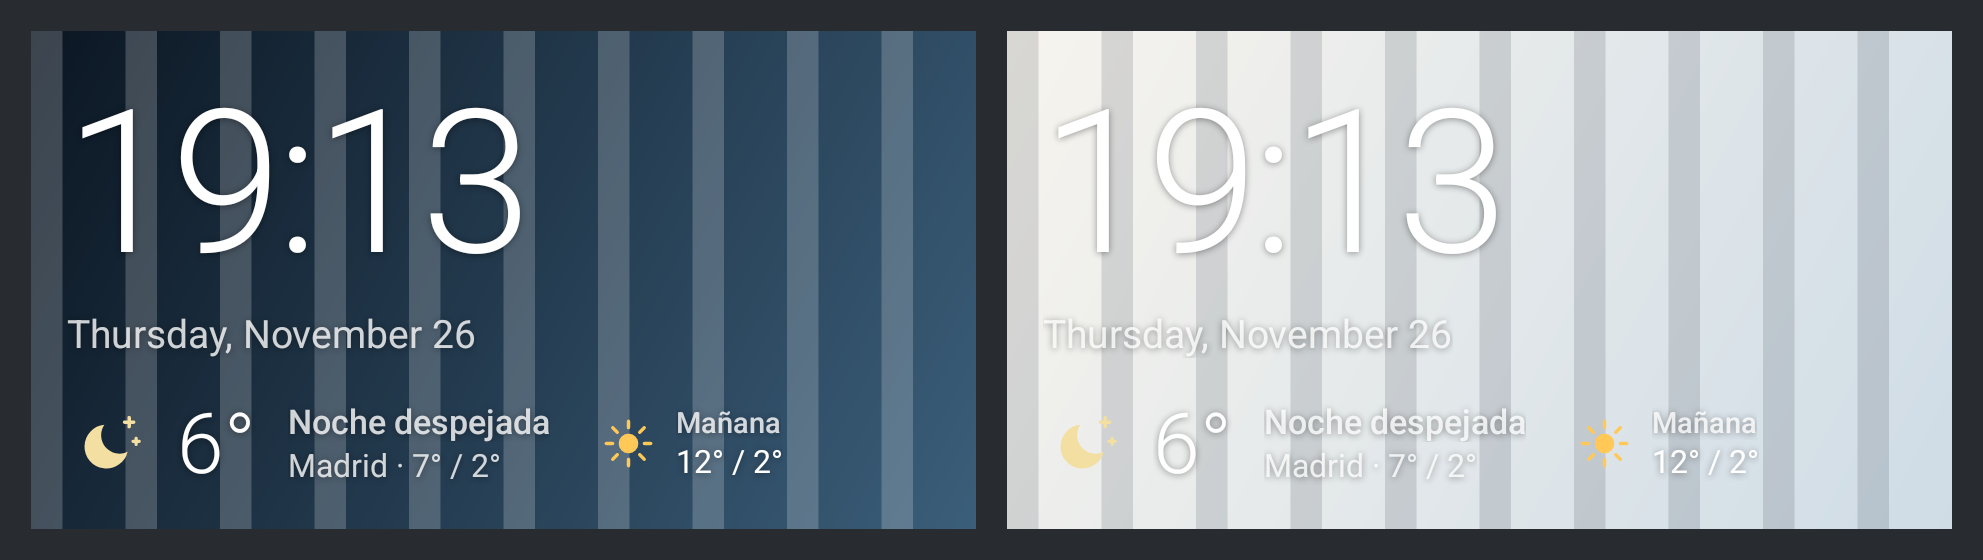 19:13
Thursday, November 26
6°
Noche despejada
Madrid · 7° / 2°
Mañana
12° / 2°
19:13
Thursday, November 26
6°
Noche despejada
Madrid · 7° / 2°
Mañana
12° / 2°